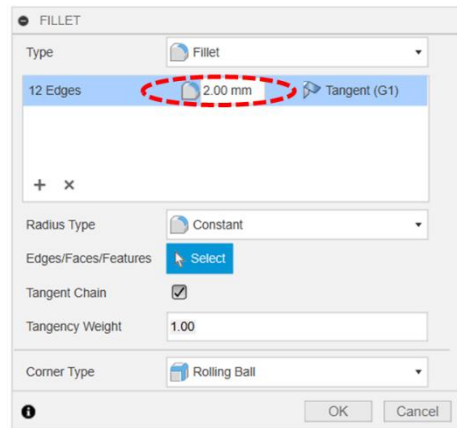 FILLET
Type Fillet
12 Edges 2.00 mm Tangent (G1)
+ ×
Radius Type Constant
Edges/Faces/Features Select
Tangent Chain
Tangency Weight 1.00
Corner Type Rolling Ball
OK Cancel